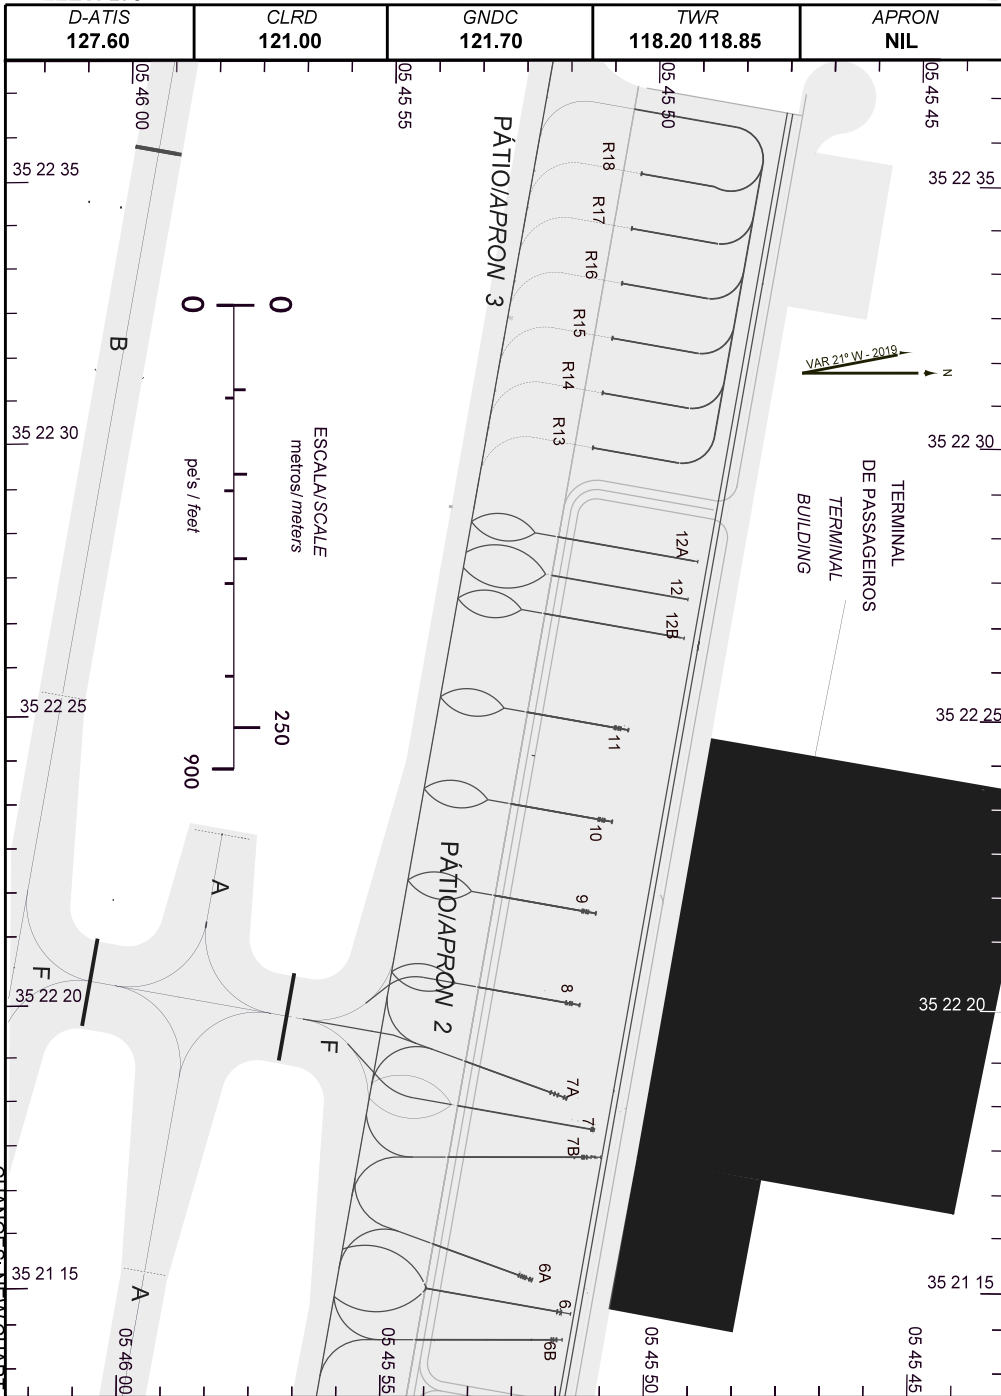 D-ATIS
127.60
CLRD
121.00
GNDC
121.70
TWR
118.20 118.85
APRON
NIL
05 46 00
05 45 55
05 45 50
05 45 45
35 22 35
35 22 35
PÁTIO/APRON 3
R18
R17
R16
R15
R14
R13
B
0
0
VAR 21° W - 2019
N
35 22 30
35 22 30
ESCALA/SCALE
metros/meters
pe's / feet
TERMINAL
DE PASSAGEIROS
TERMINAL
BUILDING
12A
12
12B
35 22 25
35 22 25
250
900
11
10
PÁTIO/APRON 2
A
9
F
8
35 22 20
35 22 20
F
7A
7
7B
6A
6
6B
35 21 15
35 21 15
A
05 46 00
05 45 55
05 45 50
05 45 45